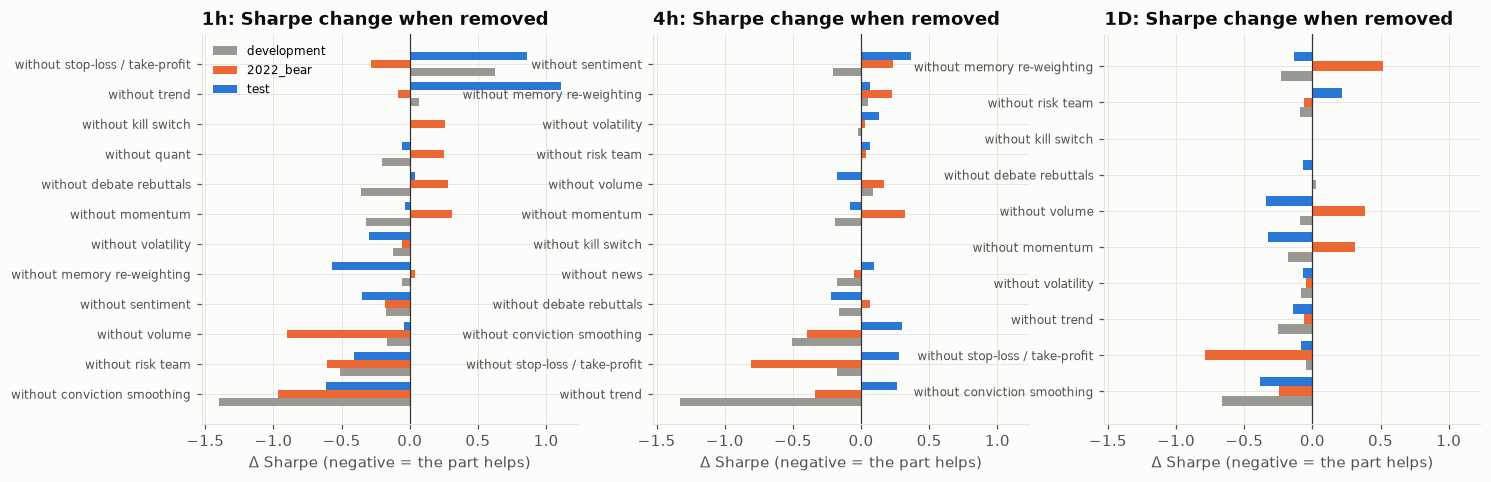 1h: Sharpe change when removed
development
2022_bear
test
without stop-loss / take-profit
without trend
without kill switch
without quant
without debate rebuttals
without momentum
without volatility
without memory re-weighting
without sentiment
without volume
without risk team
without conviction smoothing
−1.5 −1.0 −0.5 0.0 0.5 1.0
Δ Sharpe (negative = the part helps)
4h: Sharpe change when removed
without sentiment
without memory re-weighting
without volatility
without risk team
without volume
without momentum
without kill switch
without news
without debate rebuttals
without conviction smoothing
without stop-loss / take-profit
without trend
−1.5 −1.0 −0.5 0.0 0.5 1.0
Δ Sharpe (negative = the part helps)
1D: Sharpe change when removed
without memory re-weighting
without risk team
without kill switch
without debate rebuttals
without volume
without momentum
without volatility
without trend
without stop-loss / take-profit
without conviction smoothing
−1.5 −1.0 −0.5 0.0 0.5 1.0
Δ Sharpe (negative = the part helps)